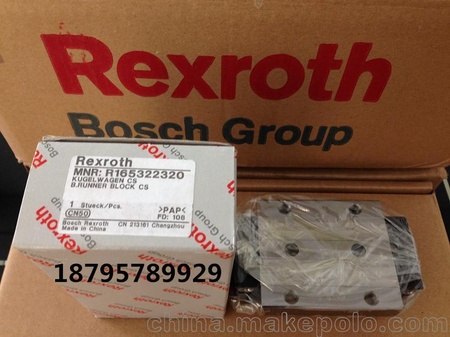 Rexroth
Bosch Group
Rexroth
MNR: R165322320
KUGELWAGEN CS
B.RUNNER BLOCK CS
1 Stueck/Pcs.
>PAP<
CN50
FD: 106
Bosch Rexroth CN 213161 Changzhou
Made in China
18795789929
china.makepolo.com